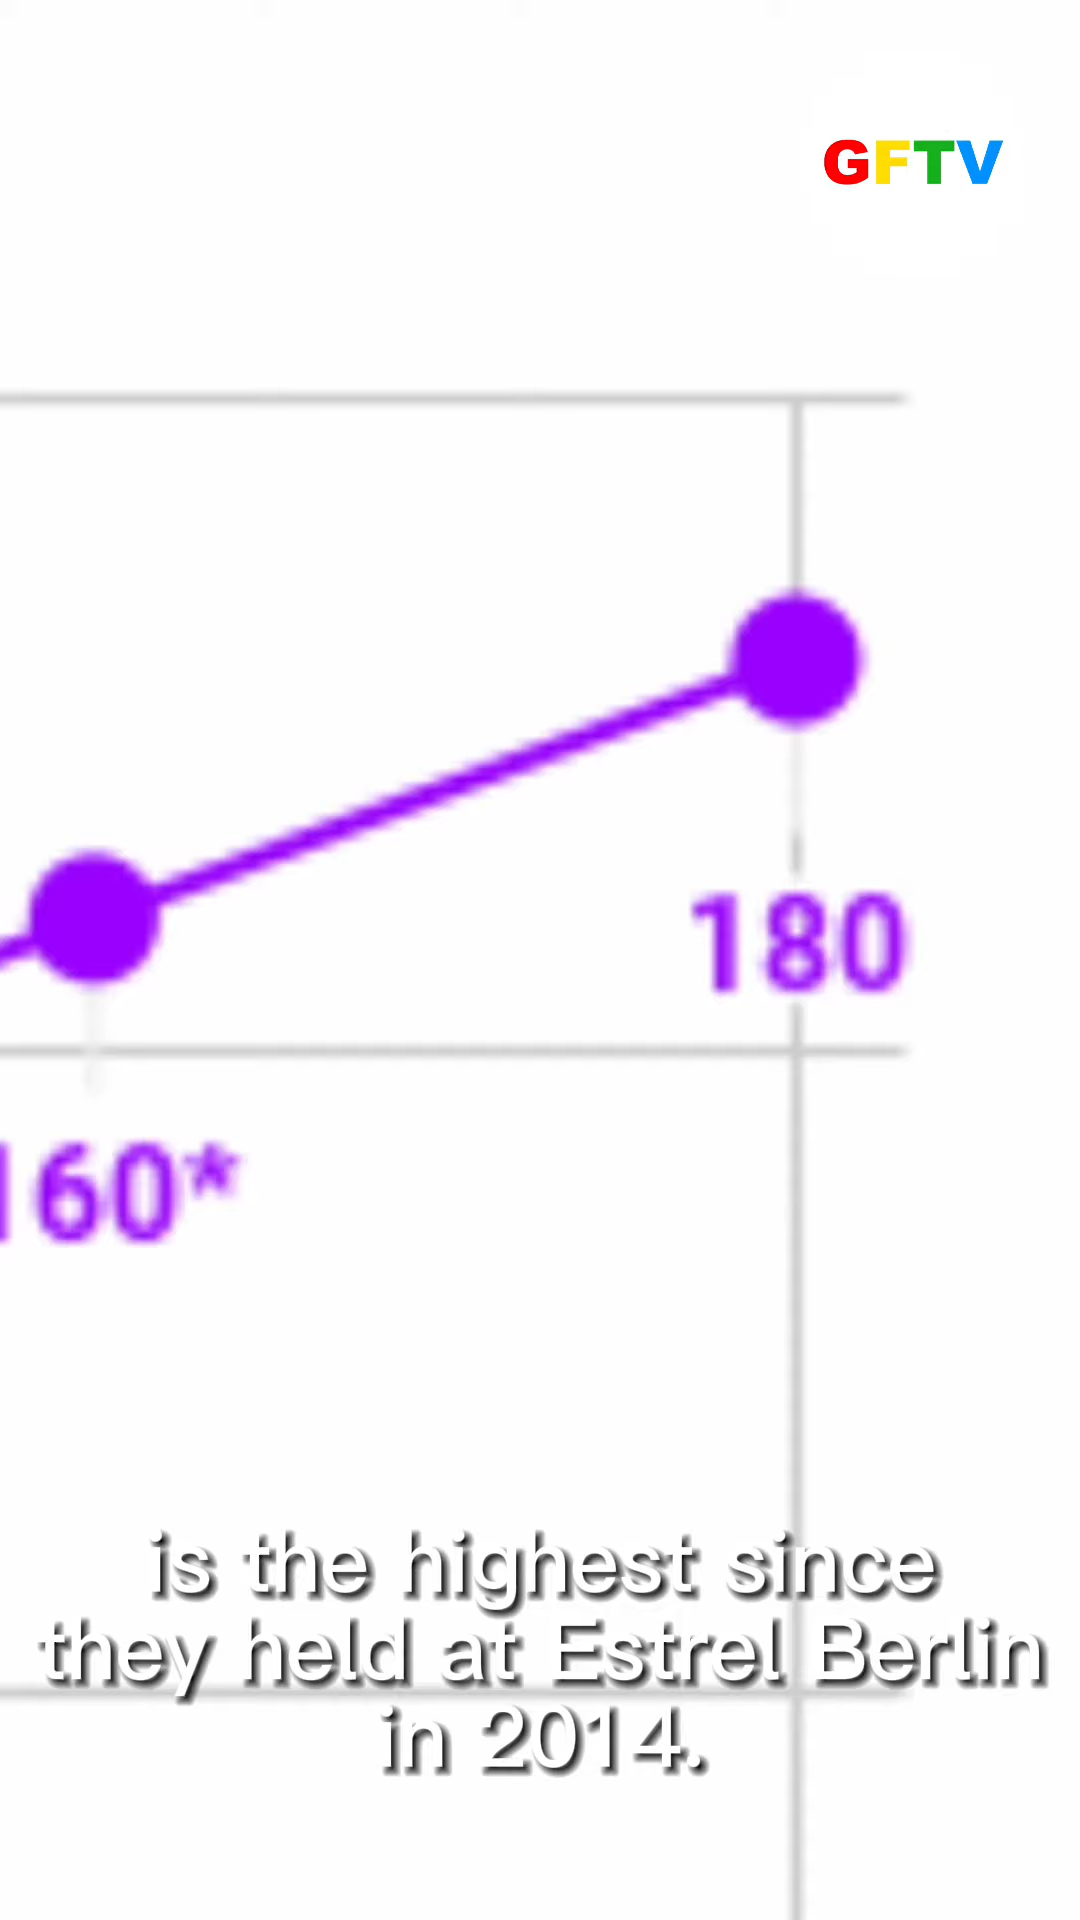 GFTV
180
160*
is the highest since
they held at Estrel Berlin
in 2014.